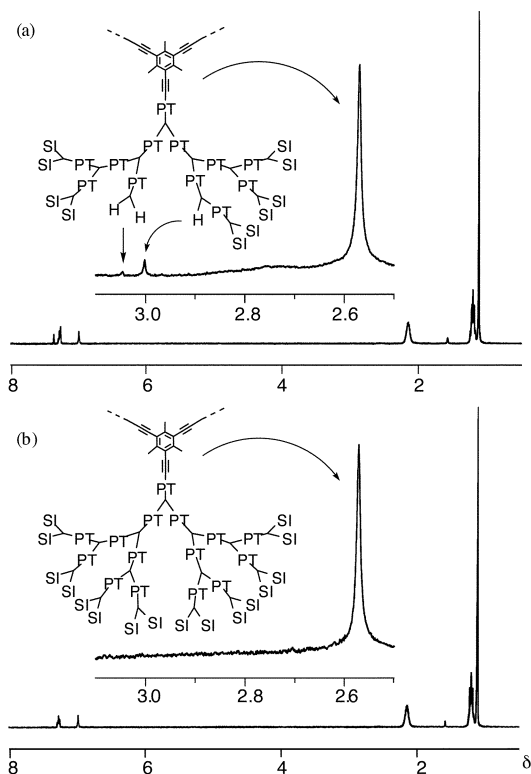 (a)
PT
SI PT PT SI
SI PT PT PT PT SI
PT PT PT PT
SI SI
SI H H H PT SI
SI
SI
3.0 2.8 2.6
8 6 4 2
(b)
PT
SI PT PT SI
SI PT PT PT PT SI
PT PT PT PT
SI PT PT SI
SI PT PT SI
SI SI
SI SI SI SI SI SI
3.0 2.8 2.6
8 6 4 2 δ